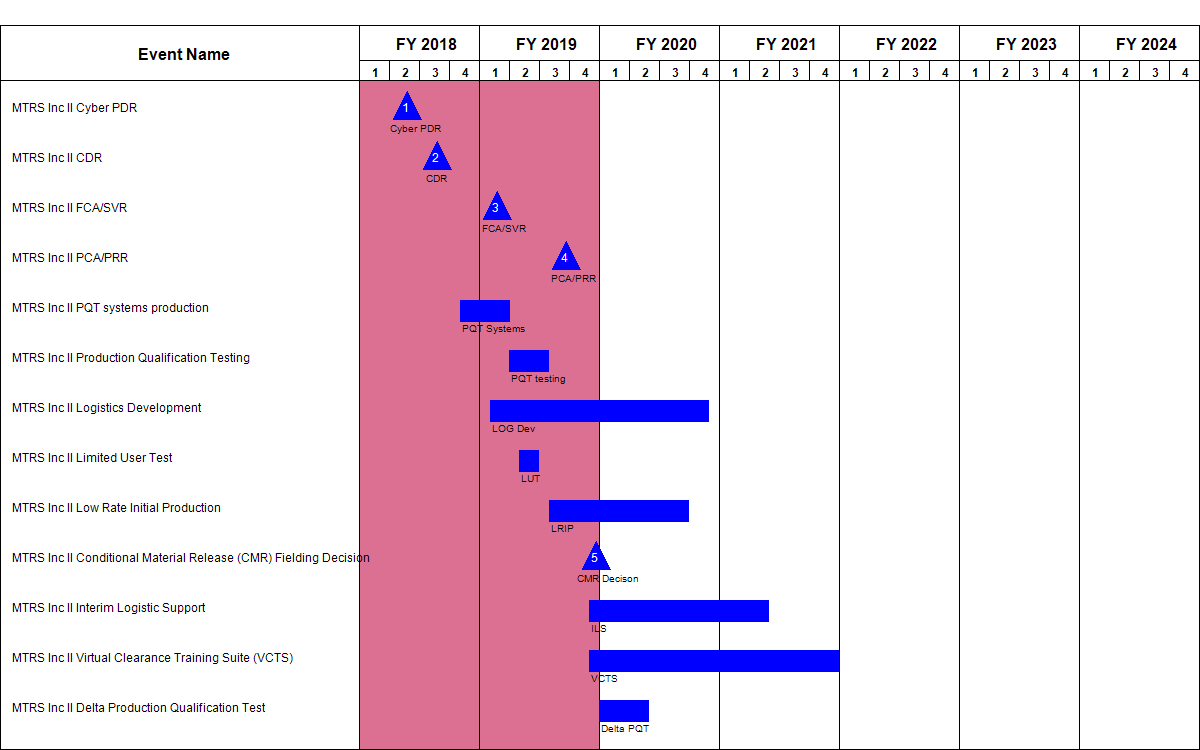 Event Name FY 2018 FY 2019 FY 2020 FY 2021 FY 2022 FY 2023 FY 2024
1 2 3 4 1 2 3 4 1 2 3 4 1 2 3 4 1 2 3 4 1 2 3 4 1 2 3 4
MTRS Inc II Cyber PDR 1
Cyber PDR
MTRS Inc II CDR 2
CDR
MTRS Inc II FCA/SVR 3
FCA/SVR
MTRS Inc II PCA/PRR 4
PCA/PRR
MTRS Inc II PQT systems production
PQT Systems
MTRS Inc II Production Qualification Testing
PQT testing
MTRS Inc II Logistics Development
LOG Dev
MTRS Inc II Limited User Test
LUT
MTRS Inc II Low Rate Initial Production
LRIP
MTRS Inc II Conditional Material Release (CMR) Fielding Decision 5
CMR Decison
MTRS Inc II Interim Logistic Support
ILS
MTRS Inc II Virtual Clearance Training Suite (VCTS)
VCTS
MTRS Inc II Delta Production Qualification Test
Delta PQT